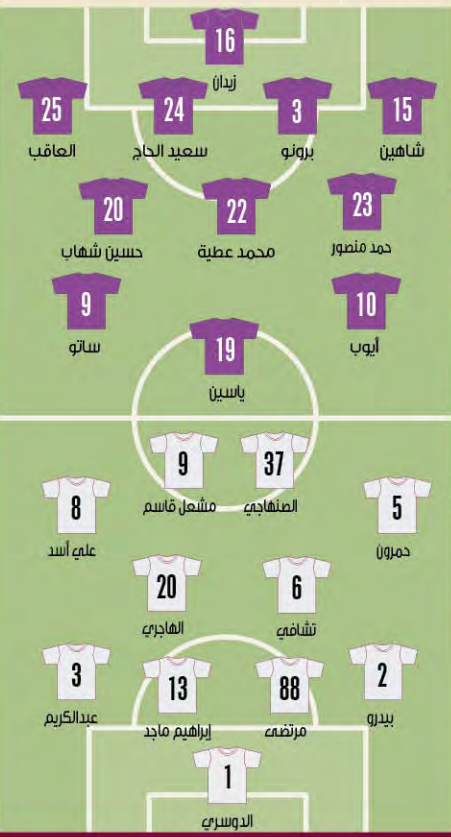 16
زيدان
15
شاهين
3
برونو
24
سعيد الحاج
25
العاقب
23
حمد منصور
22
محمد عطية
20
حسين شهاب
10
أيوب
9
ساتو
19
ياسين
37
الصنهاجي
9
مشعل قاسم
5
حمرون
8
علي أسد
6
تشافي
20
الهاجري
2
بيدرو
88
مرتضى
13
إبراهيم ماجد
3
عبدالكريم
1
الدوسري